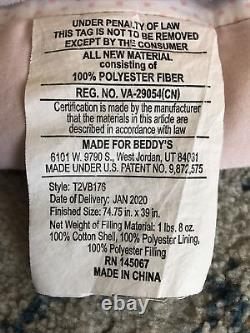 UNDER PENALTY OF LAW
THIS TAG IS NOT TO BE REMOVED
EXCEPT BY THE CONSUMER
ALL NEW MATERIAL
consisting of
100% POLYESTER FIBER
REG. NO. VA-29054(CN)
Certification is made by the manufacturer
that the materials in this article are
described in accordance with law
MADE FOR BEDDY'S
6101 W. 9790 S., West Jordan, UT 84081
MADE UNDER U.S. PATENT NO. 9,872,575
Style: T2VB176
Date of Delivery: JAN 2020
Finished Size: 74.75 in. x 39 in.
Net Weight of Filling Material: 1 lbs, 8 oz.
100% Cotton Shell, 100% Polyester Lining,
100% Polyester Filling
RN 145067
MADE IN CHINA